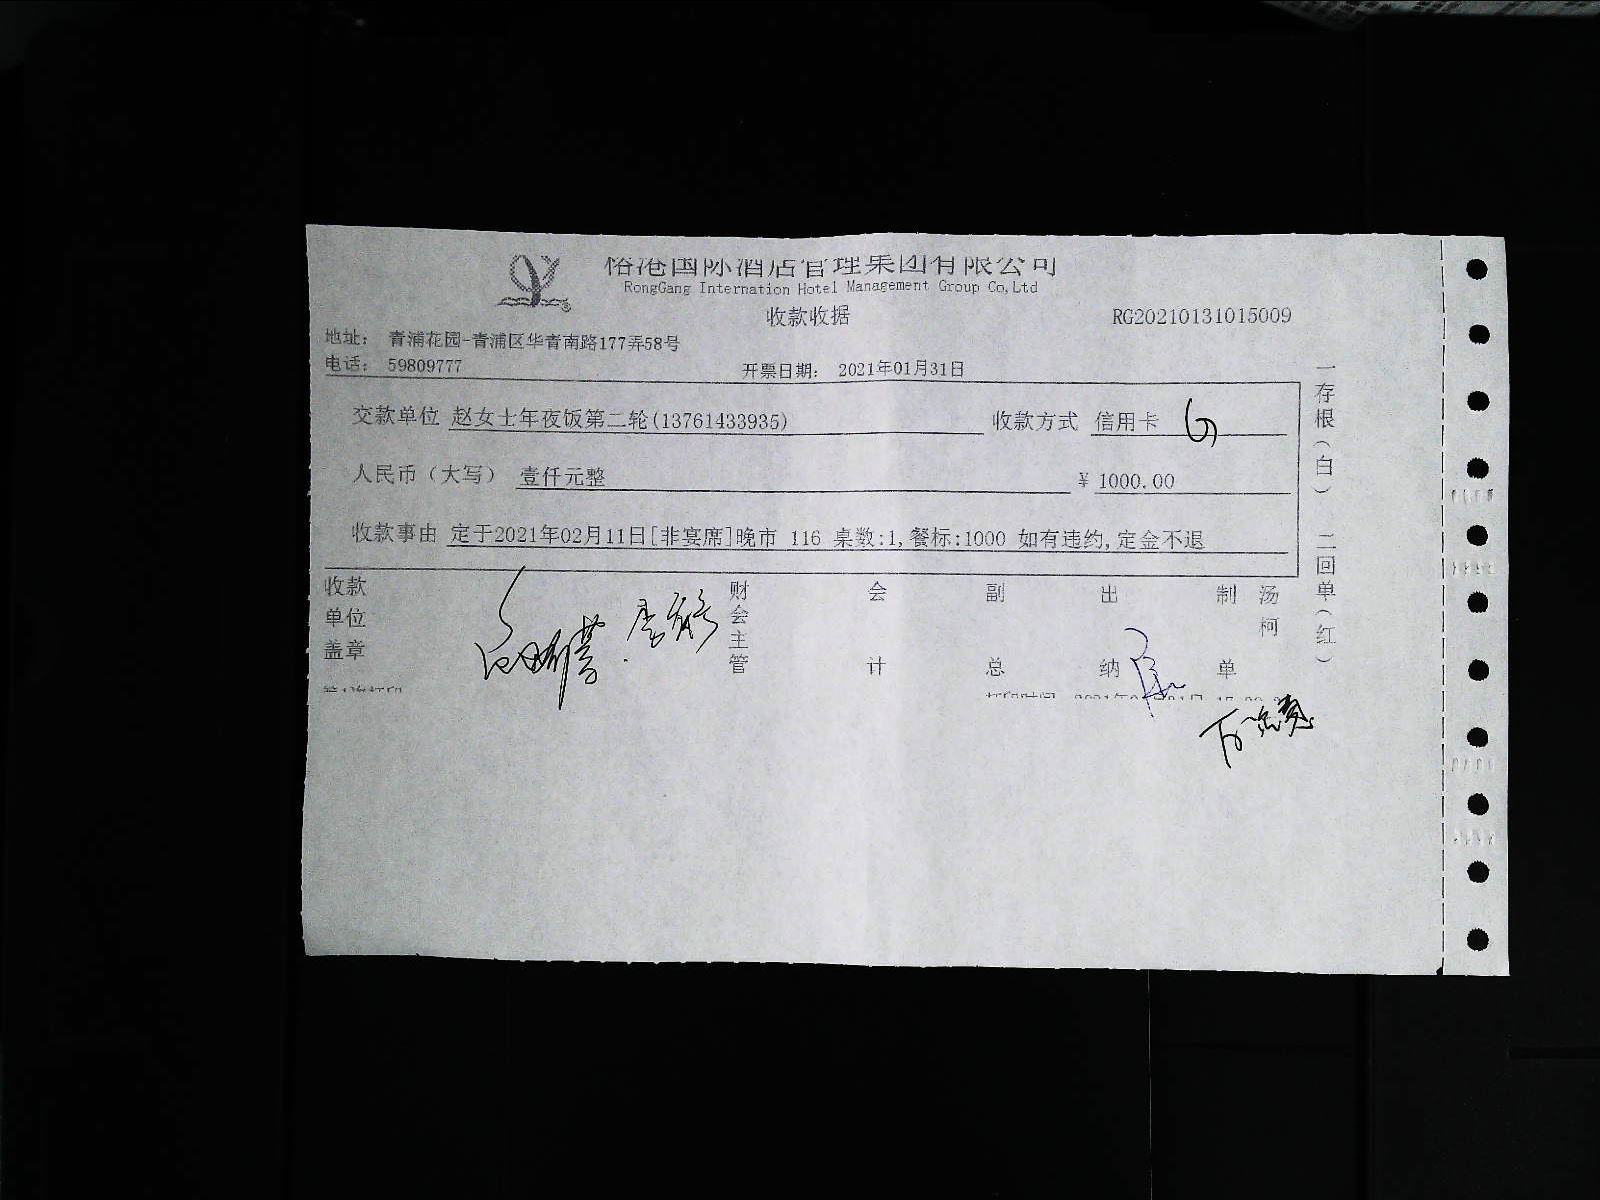 榕港国际酒店管理集团有限公司
RongGang Internation Hotel Management Group Co,Ltd
收款收据
RG20210131015009
地址： 青浦花园-青浦区华青南路177弄58号
电话： 59809777
开票日期： 2021年01月31日
交款单位 赵女士年夜饭第二轮(13761433935)
收款方式 信用卡
人民币（大写） 壹仟元整
¥ 1000.00
收款事由 定于2021年02月11日[非宴席]晚市 116 桌数:1,餐标:1000 如有违约,定金不退
收款单位盖章
财会主管
会计
副总
出纳
制单
汤柯
一存根（白） 二回单（红）